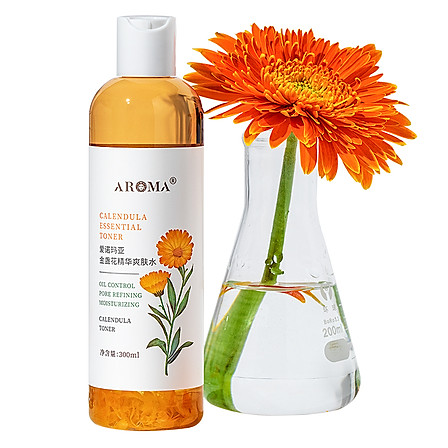 AROMA®
CALENDULA
ESSENTIAL
TONER
爱诺玛亚
金盏花精华爽肤水
OIL CONTROL
PORE REFINING
MOISTURIZING
CALENDULA
TONER
净含量:300ml
200ml